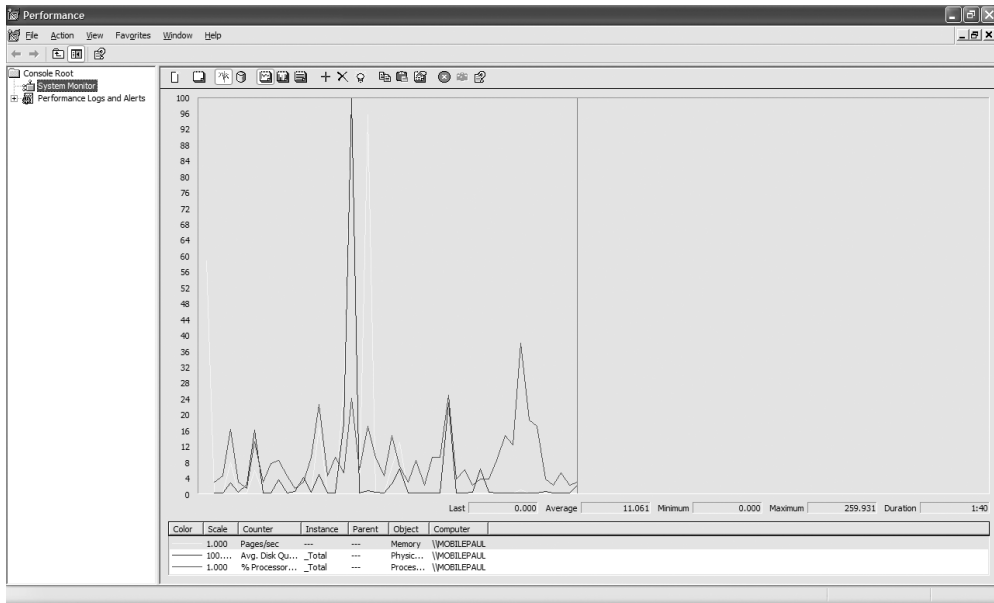 Performance
File Action View Favorites Window Help
Console Root
System Monitor
Performance Logs and Alerts
100
96
92
88
84
80
76
72
68
64
60
56
52
48
44
40
36
32
28
24
20
16
12
8
4
0
Last 0.000 Average 11.061 Minimum 0.000 Maximum 259.931 Duration 1:40
Color Scale Counter Instance Parent Object Computer
1.000 Pages/sec --- --- Memory \\MOBILEPAUL
100.... Avg. Disk Qu... _Total --- Physic... \\MOBILEPAUL
1.000 % Processor... _Total --- Proces... \\MOBILEPAUL